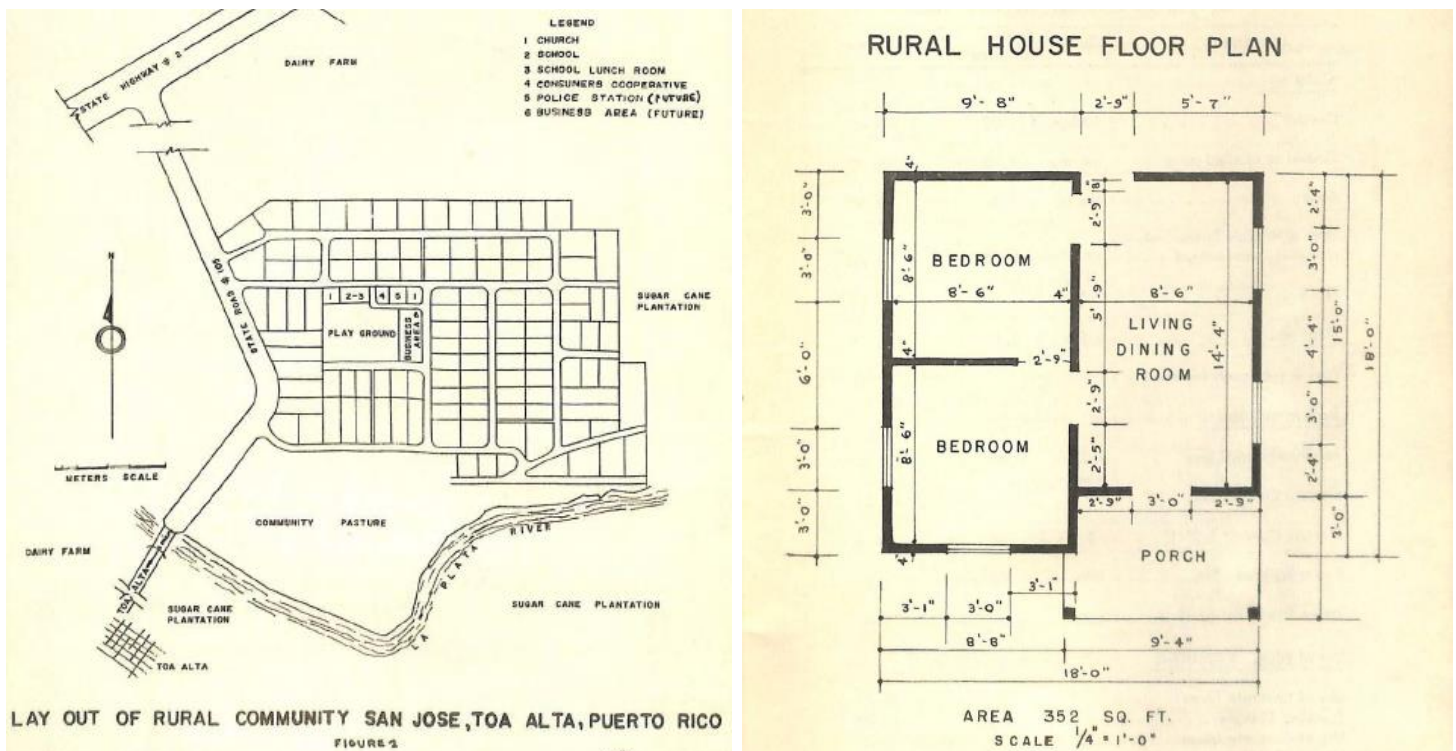 LEGEND
1 CHURCH
2 SCHOOL
3 SCHOOL LUNCH ROOM
4 CONSUNERS COOPERATIVE
5 POLICE STATION (FUTURE)
6 BUSINESS AREA (FUTURE)
DAIRY FARM
STATE HIGHWAY # 2
STATE ROAD # 165
N
1 2-3 4 5 1
PLAY GROUND
BUSINESS
AREA 6
SUGAR CANE
PLANTATION
METERS SCALE
COMMUNITY PASTURE
LA PLATA RIVER
DAIRY FARM
TOA ALTA
SUGAR CANE
PLANTATION
SUGAR CANE PLANTATION
TOA ALTA
LAY OUT OF RURAL COMMUNITY SAN JOSE, TOA ALTA, PUERTO RICO
RURAL HOUSE FLOOR PLAN
9'-8" 2'-9" 5'-7"
3'-0"
3'-0"
6'-0"
3'-0"
3'-0"
4"
8'-6"
BEDROOM
8'-6" 4"
4"
2'-9"
8'-6"
BEDROOM
4"
8"
2'-9"
5'-9"
2'-9"
2'-5"
8'-6"
LIVING
DINING
ROOM
14'-4"
2'-4"
3'-0"
4'-4"
3'-0"
2'-4"
3'-0"
15'-0"
18'-0"
2'-9" 3'-0" 2'-9"
PORCH
3'-1"
3'-1" 3'-0"
8'-8" 9'-4"
18'-0"
AREA 352 SQ. FT.
SCALE 1/4" = 1'-0"